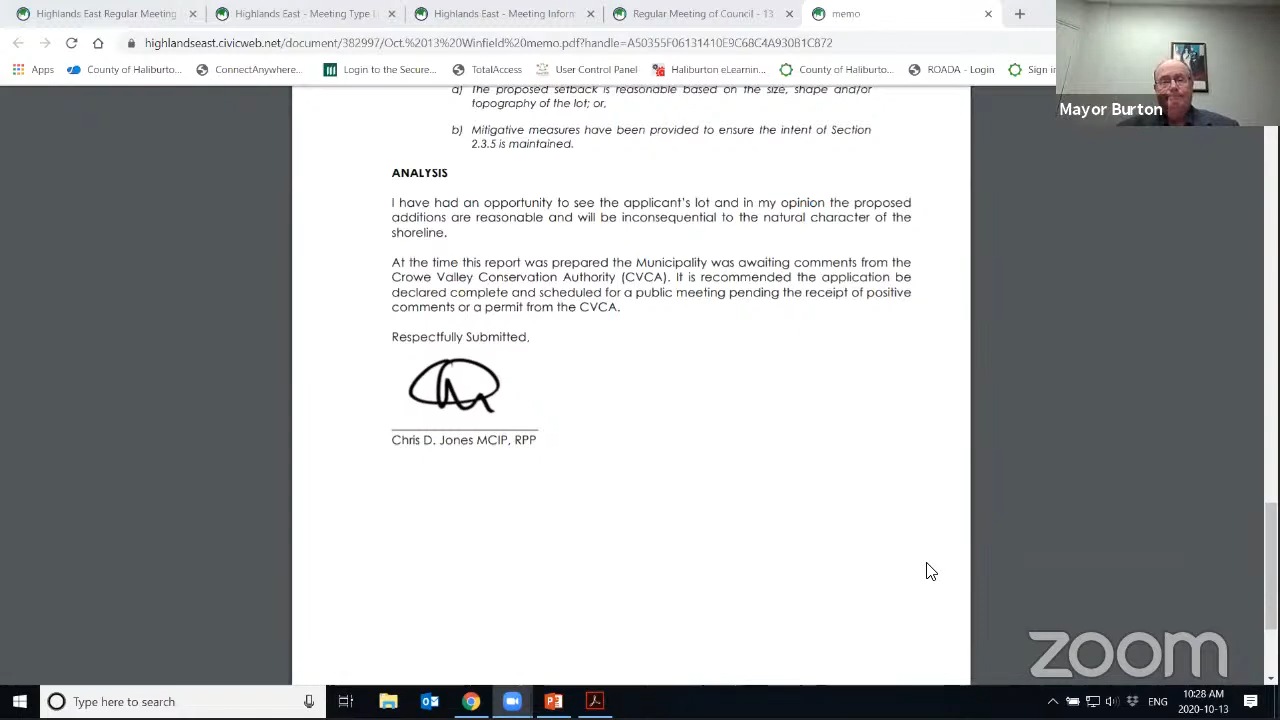 Highlands East Regular Meeting
Highlands East - Meeting Type L
Highlands East - Meeting Inform
Regular Meeting of Council - 13
memo
highlandseast.civicweb.net/document/382997/Oct.%2013%20Winfield%20memo.pdf?handle=A50355F06131410E9C68C4A930B1C872
Apps County of Haliburto... ConnectAnywhere... Login to the Secure... TotalAccess User Control Panel Haliburton eLearnin... County of Haliburto... ROADA - Login Sign in
Mayor Burton
a) The proposed setback is reasonable based on the size, shape and/or
topography of the lot; or,
b) Mitigative measures have been provided to ensure the intent of Section
2.3.5 is maintained.
ANALYSIS
I have had an opportunity to see the applicant's lot and in my opinion the proposed
additions are reasonable and will be inconsequential to the natural character of the
shoreline.
At the time this report was prepared the Municipality was awaiting comments from the
Crowe Valley Conservation Authority (CVCA). It is recommended the application be
declared complete and scheduled for a public meeting pending the receipt of positive
comments or a permit from the CVCA.
Respectfully Submitted,
Chris D. Jones MCIP, RPP
zoom
Type here to search
ENG
10:28 AM
2020-10-13